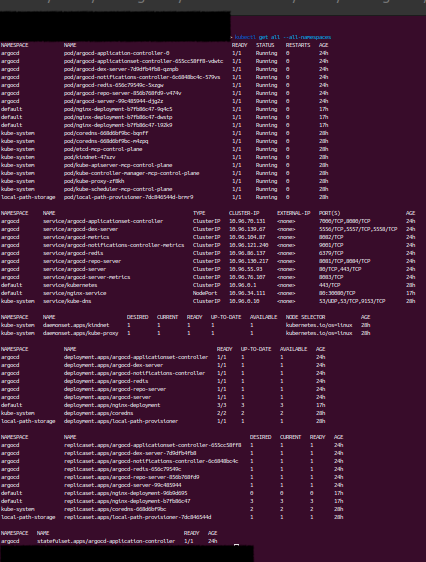 kubectl get all --all-namespaces
NAMESPACE NAME READY STATUS RESTARTS AGE
argocd pod/argocd-application-controller-0 1/1 Running 0 24h
argocd pod/argocd-applicationset-controller-655cc58ff8-vdwtc 1/1 Running 0 24h
argocd pod/argocd-dex-server-7d9dfb4fb8-qznpb 1/1 Running 0 24h
argocd pod/argocd-notifications-controller-6c6848bc4c-579vs 1/1 Running 0 24h
argocd pod/argocd-redis-656c79549c-5xzgw 1/1 Running 0 24h
argocd pod/argocd-repo-server-856b768fd9-v474v 1/1 Running 0 24h
argocd pod/argocd-server-99c485944-djg2z 1/1 Running 0 24h
default pod/nginx-deployment-b7fb86c47-9q4c5 1/1 Running 0 17h
default pod/nginx-deployment-b7fb86c47-dwstp 1/1 Running 0 17h
default pod/nginx-deployment-b7fb86c47-l92k9 1/1 Running 0 17h
kube-system pod/coredns-668d6bf9bc-bqnff 1/1 Running 0 28h
kube-system pod/coredns-668d6bf9bc-m4zpq 1/1 Running 0 28h
kube-system pod/etcd-mcp-control-plane 1/1 Running 0 28h
kube-system pod/kindnet-47szv 1/1 Running 0 28h
kube-system pod/kube-apiserver-mcp-control-plane 1/1 Running 0 28h
kube-system pod/kube-controller-manager-mcp-control-plane 1/1 Running 0 28h
kube-system pod/kube-proxy-zf8kh 1/1 Running 0 28h
kube-system pod/kube-scheduler-mcp-control-plane 1/1 Running 0 28h
local-path-storage pod/local-path-provisioner-7dc846544d-brmr9 1/1 Running 0 28h
NAMESPACE NAME TYPE CLUSTER-IP EXTERNAL-IP PORT(S) AGE
argocd service/argocd-applicationset-controller ClusterIP 10.96.70.131 <none> 7000/TCP,8080/TCP 24h
argocd service/argocd-dex-server ClusterIP 10.96.139.67 <none> 5556/TCP,5557/TCP,5558/TCP 24h
argocd service/argocd-metrics ClusterIP 10.96.104.87 <none> 8082/TCP 24h
argocd service/argocd-notifications-controller-metrics ClusterIP 10.96.121.240 <none> 9001/TCP 24h
argocd service/argocd-redis ClusterIP 10.96.86.137 <none> 6379/TCP 24h
argocd service/argocd-repo-server ClusterIP 10.96.130.217 <none> 8081/TCP,8084/TCP 24h
argocd service/argocd-server ClusterIP 10.96.55.93 <none> 80/TCP,443/TCP 24h
argocd service/argocd-server-metrics ClusterIP 10.96.76.107 <none> 8083/TCP 24h
default service/kubernetes ClusterIP 10.96.0.1 <none> 443/TCP 28h
default service/nginx-service NodePort 10.96.34.111 <none> 80:30080/TCP 17h
kube-system service/kube-dns ClusterIP 10.96.0.10 <none> 53/UDP,53/TCP,9153/TCP 28h
NAMESPACE NAME DESIRED CURRENT READY UP-TO-DATE AVAILABLE NODE SELECTOR AGE
kube-system daemonset.apps/kindnet 1 1 1 1 1 kubernetes.io/os=linux 28h
kube-system daemonset.apps/kube-proxy 1 1 1 1 1 kubernetes.io/os=linux 28h
NAMESPACE NAME READY UP-TO-DATE AVAILABLE AGE
argocd deployment.apps/argocd-applicationset-controller 1/1 1 1 24h
argocd deployment.apps/argocd-dex-server 1/1 1 1 24h
argocd deployment.apps/argocd-notifications-controller 1/1 1 1 24h
argocd deployment.apps/argocd-redis 1/1 1 1 24h
argocd deployment.apps/argocd-repo-server 1/1 1 1 24h
argocd deployment.apps/argocd-server 1/1 1 1 24h
default deployment.apps/nginx-deployment 3/3 3 3 17h
kube-system deployment.apps/coredns 2/2 2 2 28h
local-path-storage deployment.apps/local-path-provisioner 1/1 1 1 28h
NAMESPACE NAME DESIRED CURRENT READY AGE
argocd replicaset.apps/argocd-applicationset-controller-655cc58ff8 1 1 1 24h
argocd replicaset.apps/argocd-dex-server-7d9dfb4fb8 1 1 1 24h
argocd replicaset.apps/argocd-notifications-controller-6c6848bc4c 1 1 1 24h
argocd replicaset.apps/argocd-redis-656c79549c 1 1 1 24h
argocd replicaset.apps/argocd-repo-server-856b768fd9 1 1 1 24h
argocd replicaset.apps/argocd-server-99c485944 1 1 1 24h
default replicaset.apps/nginx-deployment-96b9d695 0 0 0 17h
default replicaset.apps/nginx-deployment-b7fb86c47 3 3 3 17h
kube-system replicaset.apps/coredns-668d6bf9bc 2 2 2 28h
local-path-storage replicaset.apps/local-path-provisioner-7dc846544d 1 1 1 28h
NAMESPACE NAME READY AGE
argocd statefulset.apps/argocd-application-controller 1/1 24h